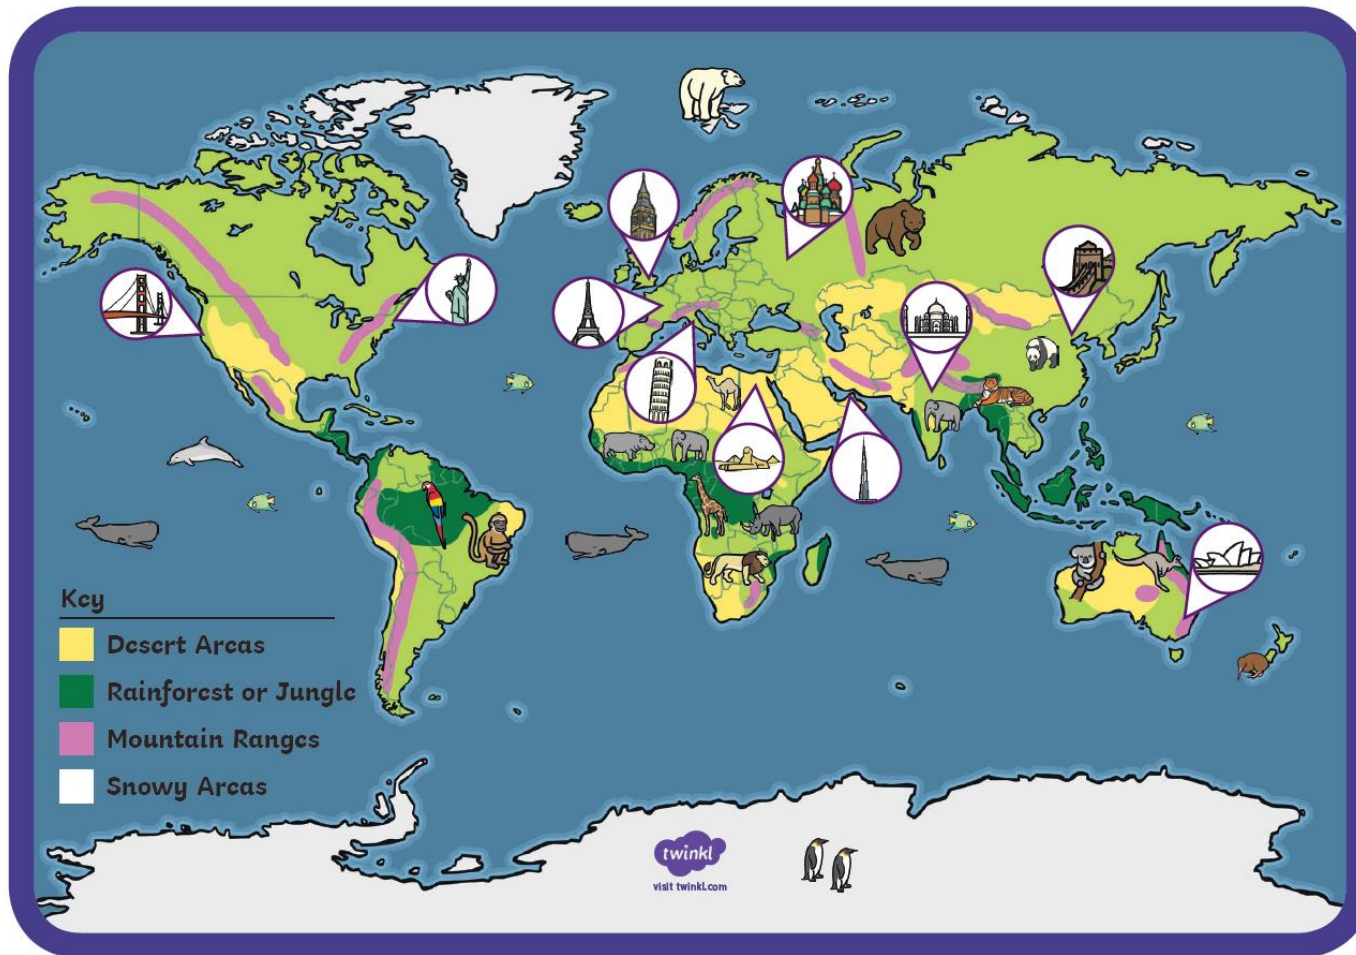 Key
Desert Areas
Rainforest or Jungle
Mountain Ranges
Snowy Areas
twinkl
visit twinkl.com